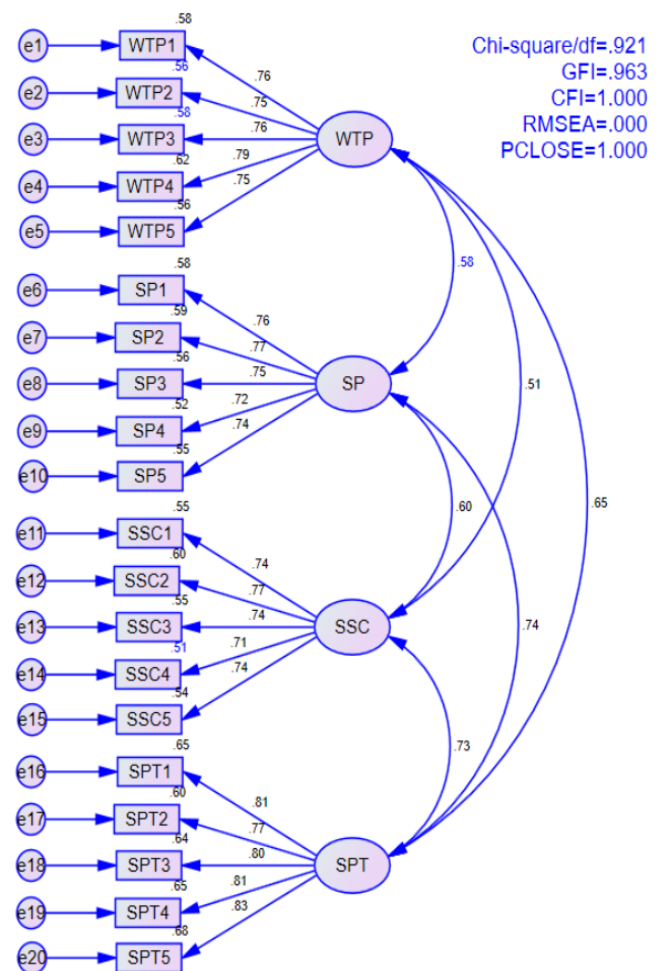 .58
e1 WTP1
Chi-square/df=.921
.56
.76
GFI=.963
e2 WTP2
.75
CFI=1.000
.58
e3 WTP3
.76
WTP
RMSEA=.000
.62
.79
PCLOSE=1.000
e4 WTP4
.75
.56
e5 WTP5
.58
.58
e6 SP1
.59
.76
e7 SP2
.77
.56
e8 SP3
.75
SP
.51
.52
.72
e9 SP4
.74
.55
e10 SP5
.60
.65
.55
e11 SSC1
.60
.74
e12 SSC2
.77
.55
e13 SSC3
.74
SSC
.74
.51
.71
e14 SSC4
.74
.54
e15 SSC5
.73
.65
e16 SPT1
.60
.81
e17 SPT2
.77
.64
e18 SPT3
.80
SPT
.65
.81
e19 SPT4
.83
.68
e20 SPT5